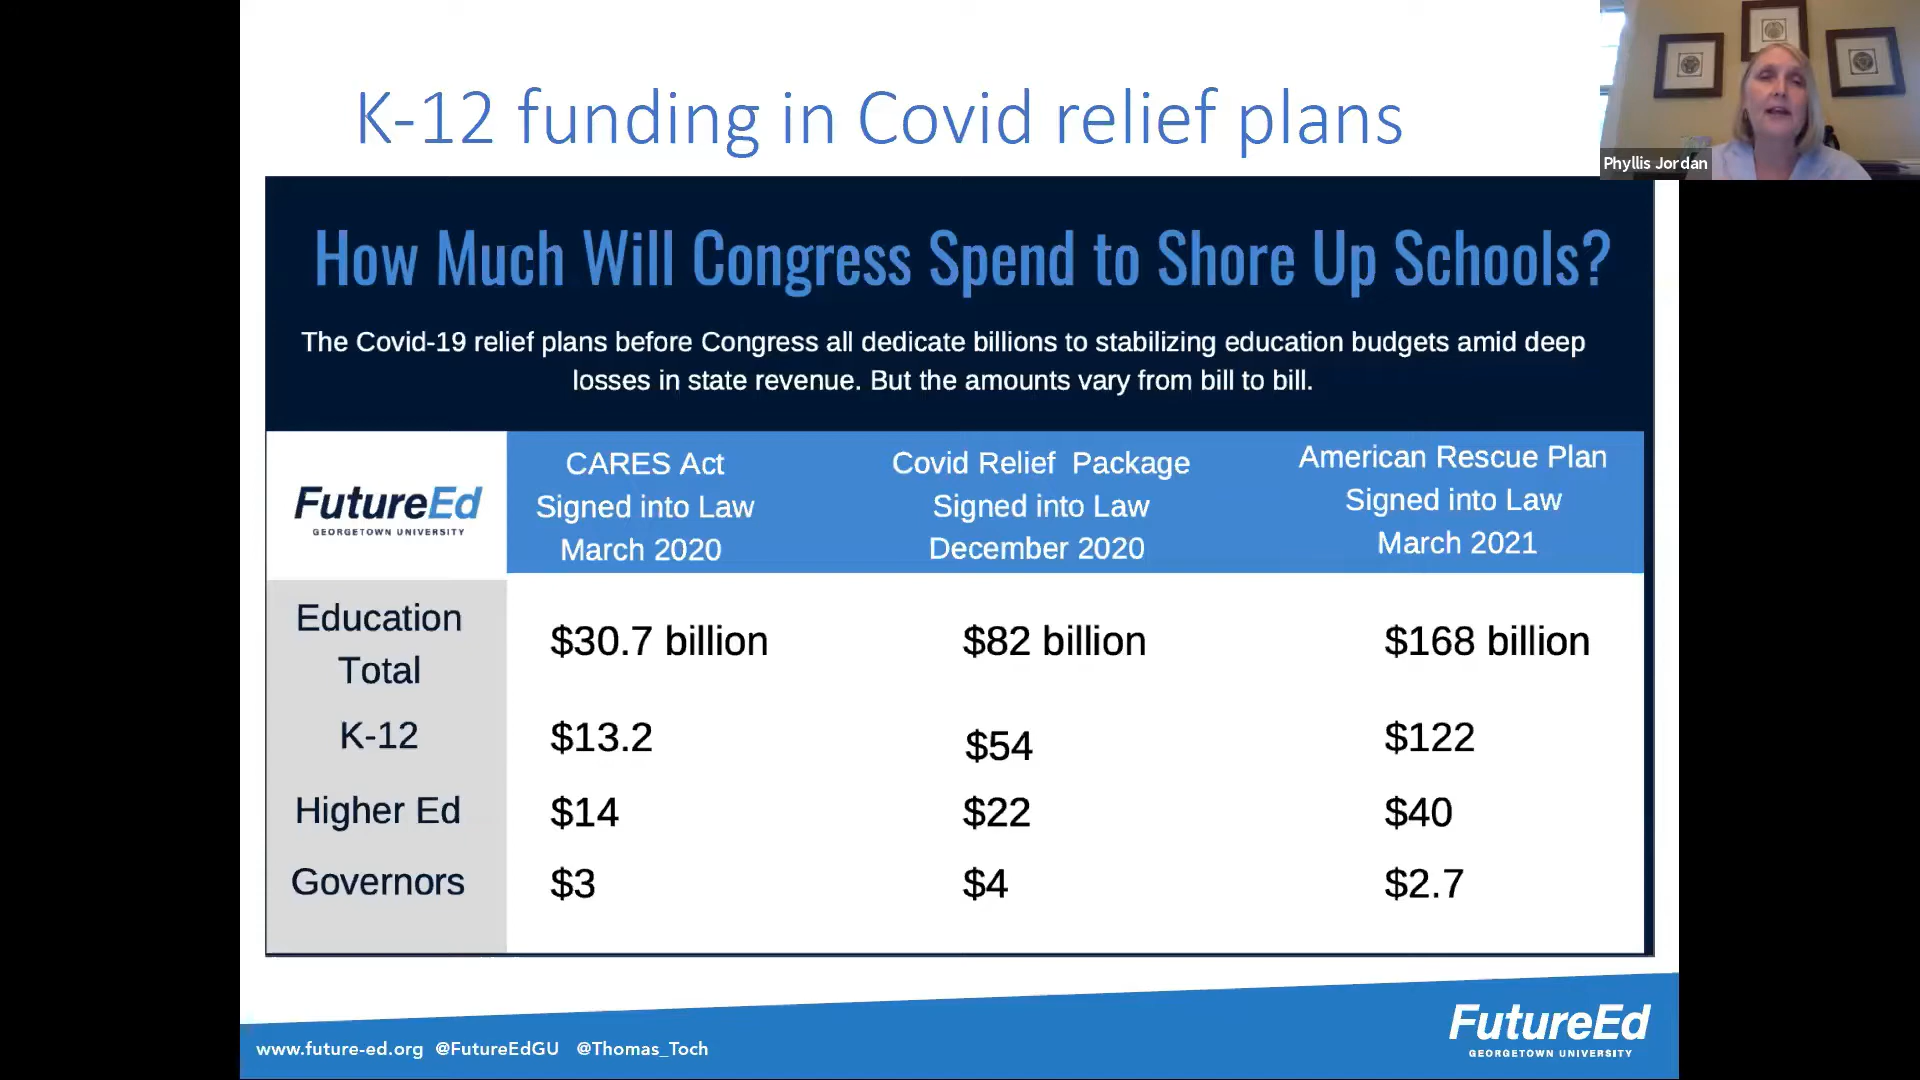 K-12 funding in Covid relief plans
Phyllis Jordan
How Much Will Congress Spend to Shore Up Schools?
The Covid-19 relief plans before Congress all dedicate billions to stabilizing education budgets amid deep
losses in state revenue. But the amounts vary from bill to bill.
FutureEd
GEORGETOWN UNIVERSITY
CARES Act
Signed into Law
March 2020
Covid Relief Package
Signed into Law
December 2020
American Rescue Plan
Signed into Law
March 2021
Education
Total
$30.7 billion
$82 billion
$168 billion
K-12
$13.2
$54
$122
Higher Ed
$14
$22
$40
Governors
$3
$4
$2.7
www.future-ed.org @FutureEdGU @Thomas_Toch
FutureEd
GEORGETOWN UNIVERSITY